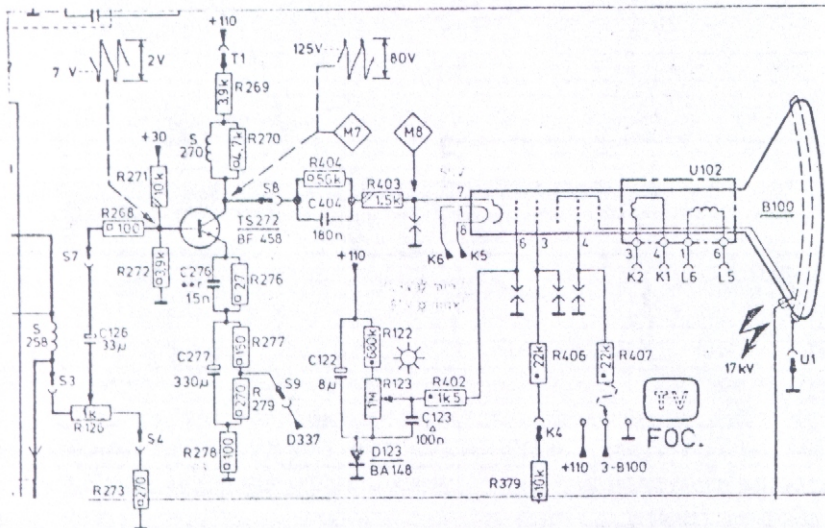 +110
7 V
2V
T1
3,9k
R269
125V
80V
S
270
4,7k
R270
M7
M8
+30
R271
10k
R404
56k
S8
R403
1,5k
C404
180n
R268
100
TS272
BF 458
S7
R272
3,9k
C276
15n
27
R276
7
8
K6
K5
6
3
4
U102
B100
3
4
1
6
K2
K1
L6
L5
S
258
C126
33µ
C277
330µ
150
R277
270
R
279
S9
D337
+110
R122
680k
C122
8µ
R123
1M
R402
1k5
C123
100n
R406
22k
R407
22k
17kV
U1
S3
1k
R126
S4
R273
270
R278
100
D123
BA148
K4
R379
10k
+110
3-B100
TV
FOC.